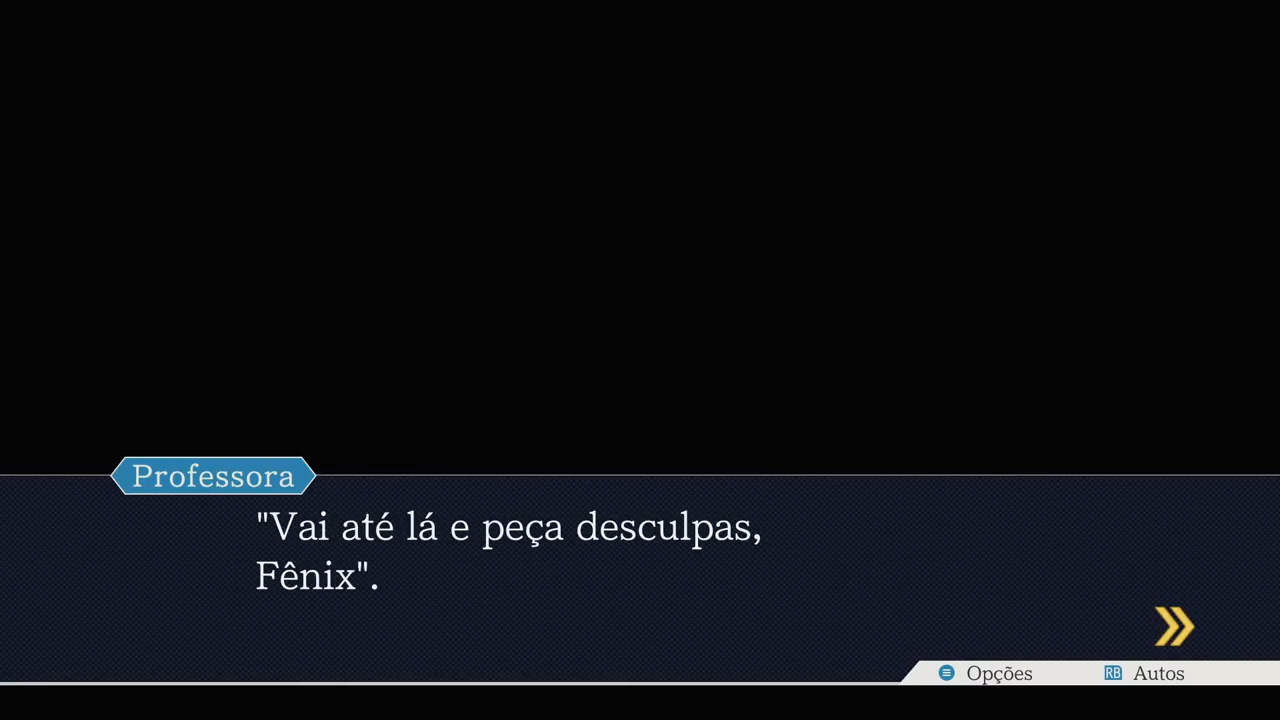 Professora
"Vai até lá e peça desculpas,
Fênix".
Opções
RB Autos